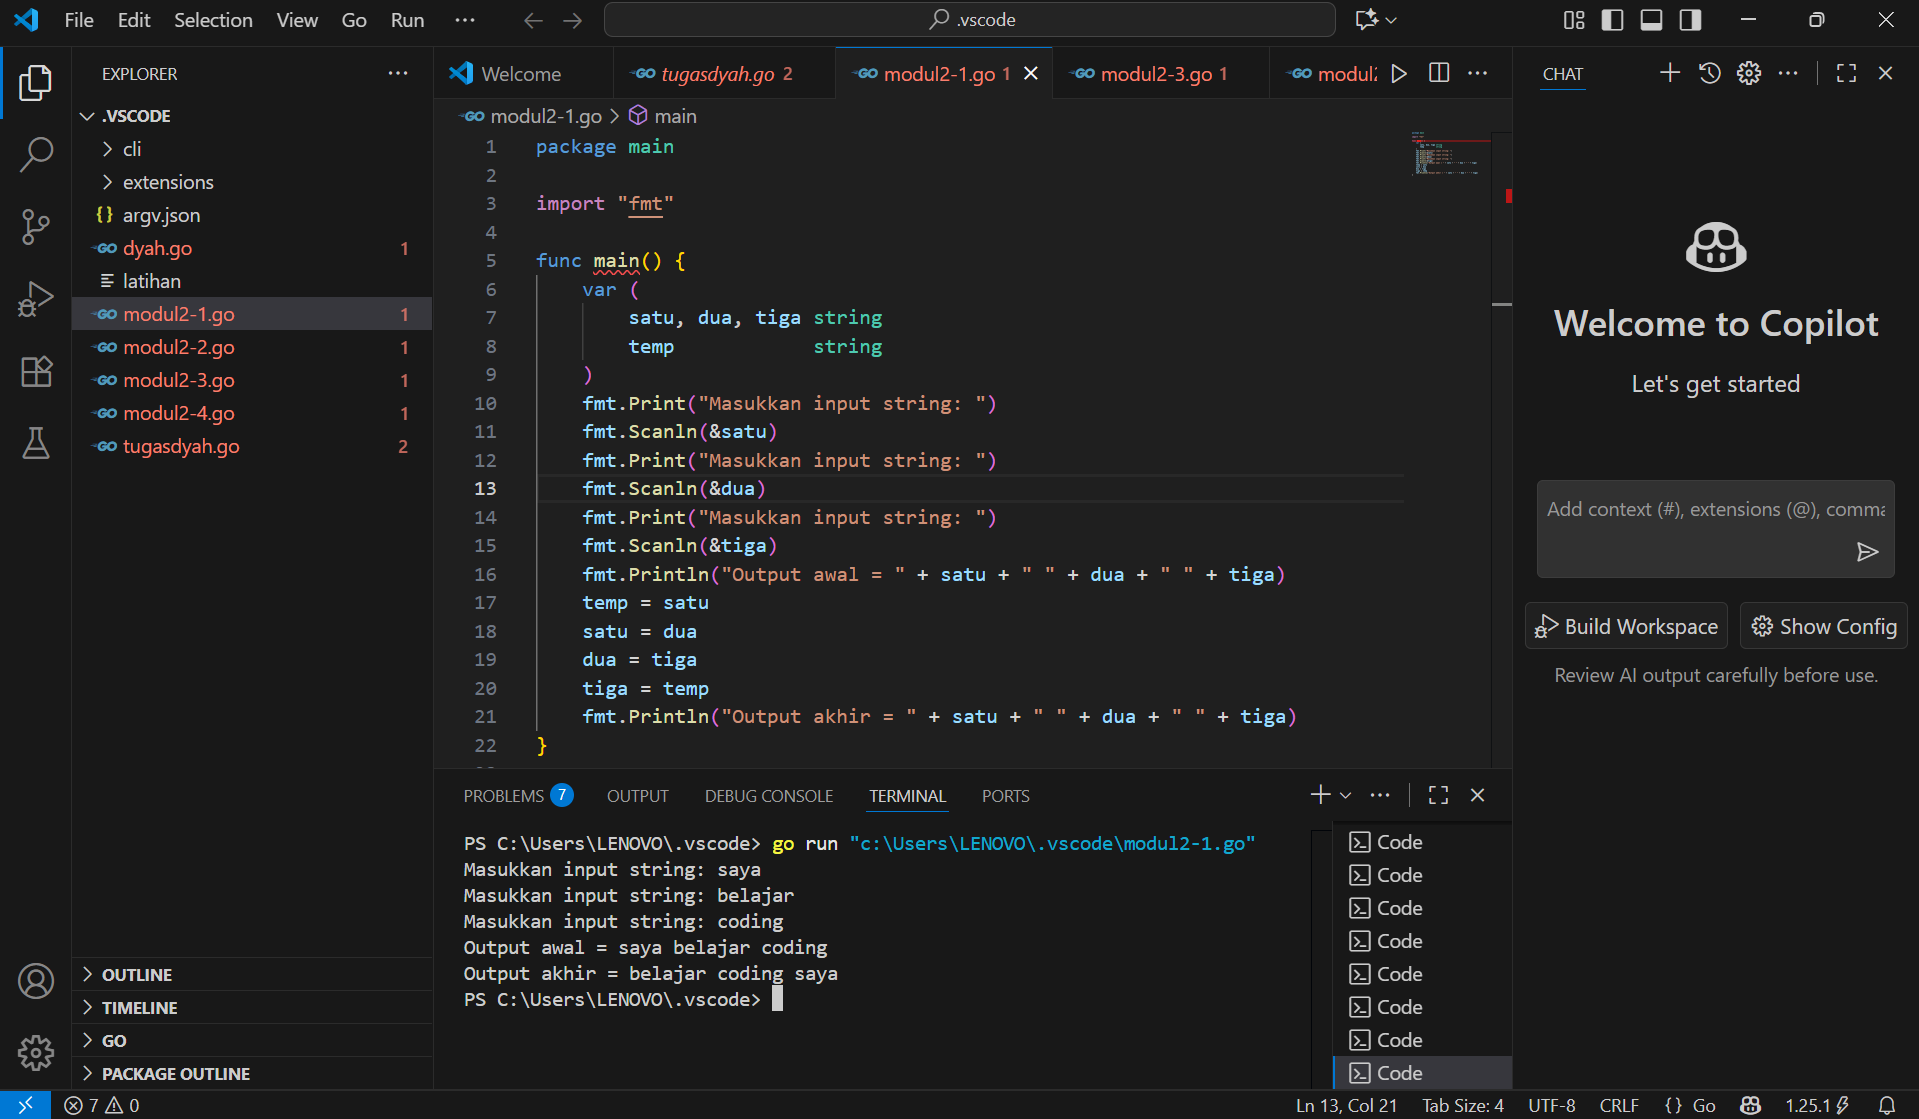 File Edit Selection View Go Run ··· .vscode
EXPLORER
.VSCODE
cli
extensions
{} argv.json
GO dyah.go 1
latihan
GO modul2-1.go 1
GO modul2-2.go 1
GO modul2-3.go 1
GO modul2-4.go 1
GO tugasdyah.go 2
OUTLINE
TIMELINE
GO
PACKAGE OUTLINE
Welcome GO tugasdyah.go 2 GO modul2-1.go 1 GO modul2-3.go 1 GO modul2
GO modul2-1.go > main
1 package main
2
3 import "fmt"
4
5 func main() {
6 var (
7 satu, dua, tiga string
8 temp string
9 )
10 fmt.Print("Masukkan input string: ")
11 fmt.Scanln(&satu)
12 fmt.Print("Masukkan input string: ")
13 fmt.Scanln(&dua)
14 fmt.Print("Masukkan input string: ")
15 fmt.Scanln(&tiga)
16 fmt.Println("Output awal = " + satu + " " + dua + " " + tiga)
17 temp = satu
18 satu = dua
19 dua = tiga
20 tiga = temp
21 fmt.Println("Output akhir = " + satu + " " + dua + " " + tiga)
22 }
PROBLEMS 7 OUTPUT DEBUG CONSOLE TERMINAL PORTS
PS C:\Users\LENOVO\.vscode> go run "c:\Users\LENOVO\.vscode\modul2-1.go"
Masukkan input string: saya
Masukkan input string: belajar
Masukkan input string: coding
Output awal = saya belajar coding
Output akhir = belajar coding saya
PS C:\Users\LENOVO\.vscode>
Code
Code
Code
Code
Code
Code
Code
Code
CHAT
Welcome to Copilot
Let's get started
Add context (#), extensions (@), comma
Build Workspace Show Config
Review AI output carefully before use.
7 0 Ln 13, Col 21 Tab Size: 4 UTF-8 CRLF {} Go 1.25.1